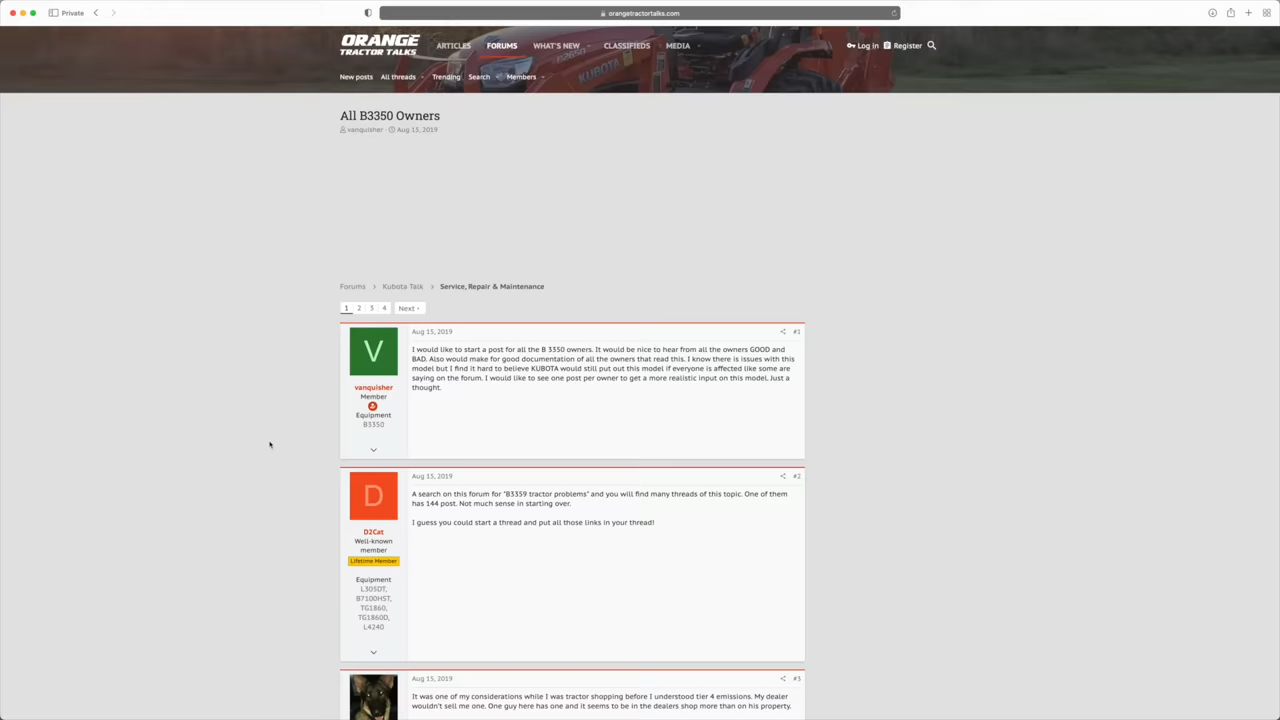 Private
orangetractortalks.com
ORANGE
TRACTOR TALKS
ARTICLES
FORUMS
WHAT'S NEW
CLASSIFIEDS
MEDIA
Log in
Register
KUBOTA
New posts
All threads
Trending
Search
Members
All B3350 Owners
vanquisher · Aug 15, 2019
Forums
Kubota Talk
Service, Repair & Maintenance
1
2
3
4
Next
Aug 15, 2019
#1
V
vanquisher
Member
Equipment
B3350
I would like to start a post for all the B 3350 owners. It would be nice to hear from all the owners GOOD and
BAD. Also would make for good documentation of all the owners that read this. I know there is issues with this
model but I find it hard to believe KUBOTA would still put out this model if everyone is affected like some are
saying on the forum. I would like to see one post per owner to get a more realistic input on this model. Just a
thought.
Aug 15, 2019
#2
D
D2Cat
Well-known
member
Lifetime Member
Equipment
L305DT,
B7100HST,
TG1860,
TG1860D,
L4240
A search on this forum for "B3359 tractor problems" and you will find many threads of this topic. One of them
has 144 post. Not much sense in starting over.
I guess you could start a thread and put all those links in your thread!
Aug 15, 2019
#3
It was one of my considerations while I was tractor shopping before I understood tier 4 emissions. My dealer
wouldn't sell me one. One guy here has one and it seems to be in the dealers shop more than on his property.